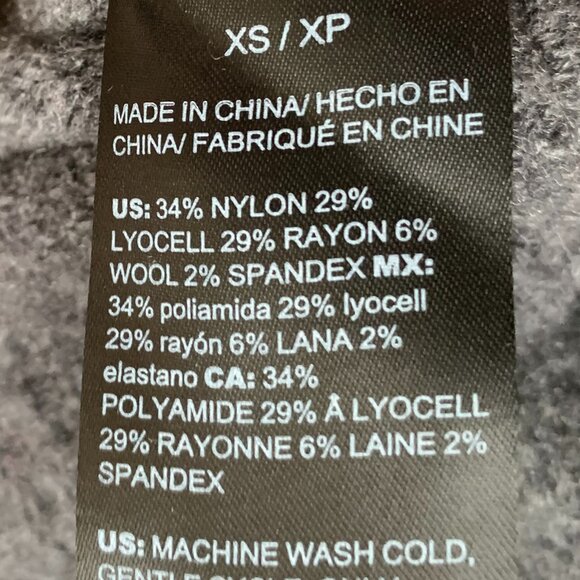 XS / XP
MADE IN CHINA/ HECHO EN
CHINA/ FABRIQUÉ EN CHINE
US: 34% NYLON 29%
LYOCELL 29% RAYON 6%
WOOL 2% SPANDEX MX:
34% poliamida 29% lyocell
29% rayón 6% LANA 2%
elastano CA: 34%
POLYAMIDE 29% Â LYOCELL
29% RAYONNE 6% LAINE 2%
SPANDEX
US: MACHINE WASH COLD,
GENTLE CYCLE,